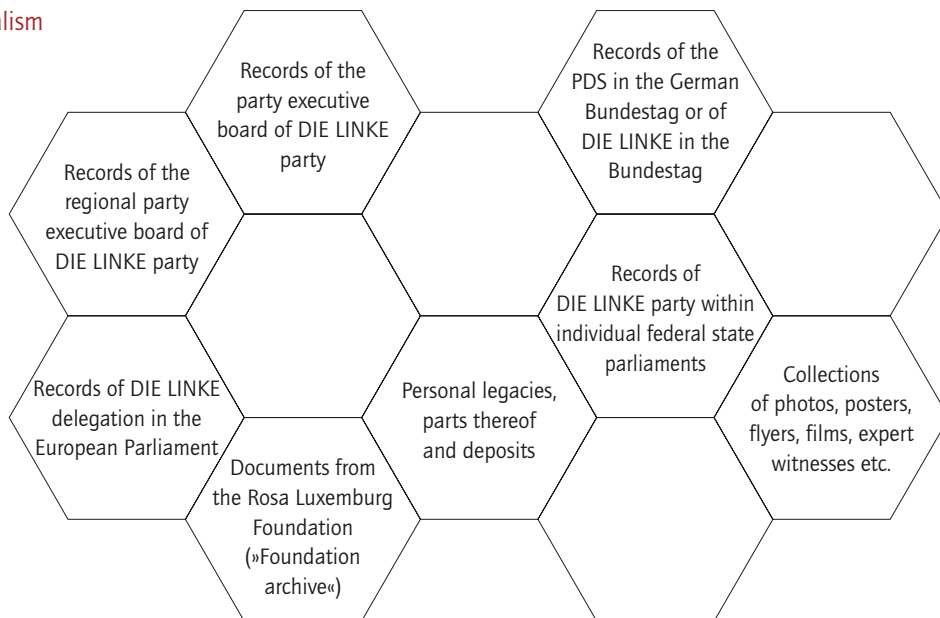 Records of the
party executive
board of DIE LINKE
party
Records of the
PDS in the German
Bundestag or of
DIE LINKE in the
Bundestag
Records of the
regional party
executive board of
DIE LINKE party
Records of
DIE LINKE party within
individual federal state
parliaments
Records of DIE LINKE
delegation in the
European Parliament
Personal legacies,
parts thereof
and deposits
Collections
of photos, posters,
flyers, films, expert
witnesses etc.
Documents from
the Rosa Luxemburg
Foundation
(»Foundation
archive«)